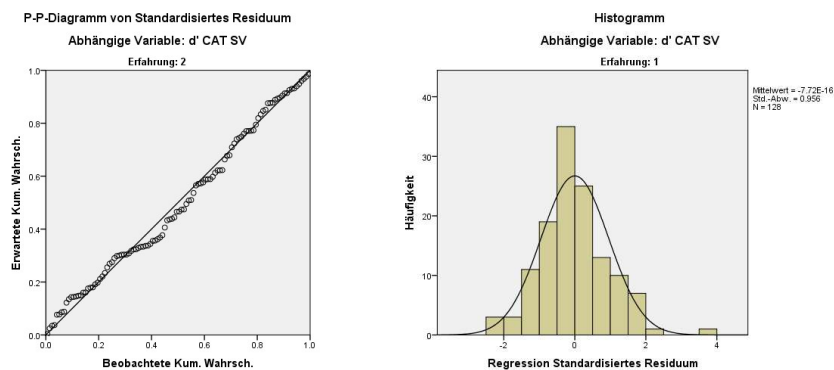 P-P-Diagramm von Standardisiertes Residuum
Abhängige Variable: d' CAT SV
Erfahrung: 2
Erwartete Kum. Wahrsch.
1.0
0.8
0.6
0.4
0.2
0.0
0.0 0.2 0.4 0.6 0.8 1.0
Beobachtete Kum. Wahrsch.
Histogramm
Abhängige Variable: d' CAT SV
Erfahrung: 1
Häufigkeit
40
30
20
10
0
-2 0 2 4
Regression Standardisiertes Residuum
Mittelwert = -7.72E-16
Std.-Abw. = 0.956
N = 128